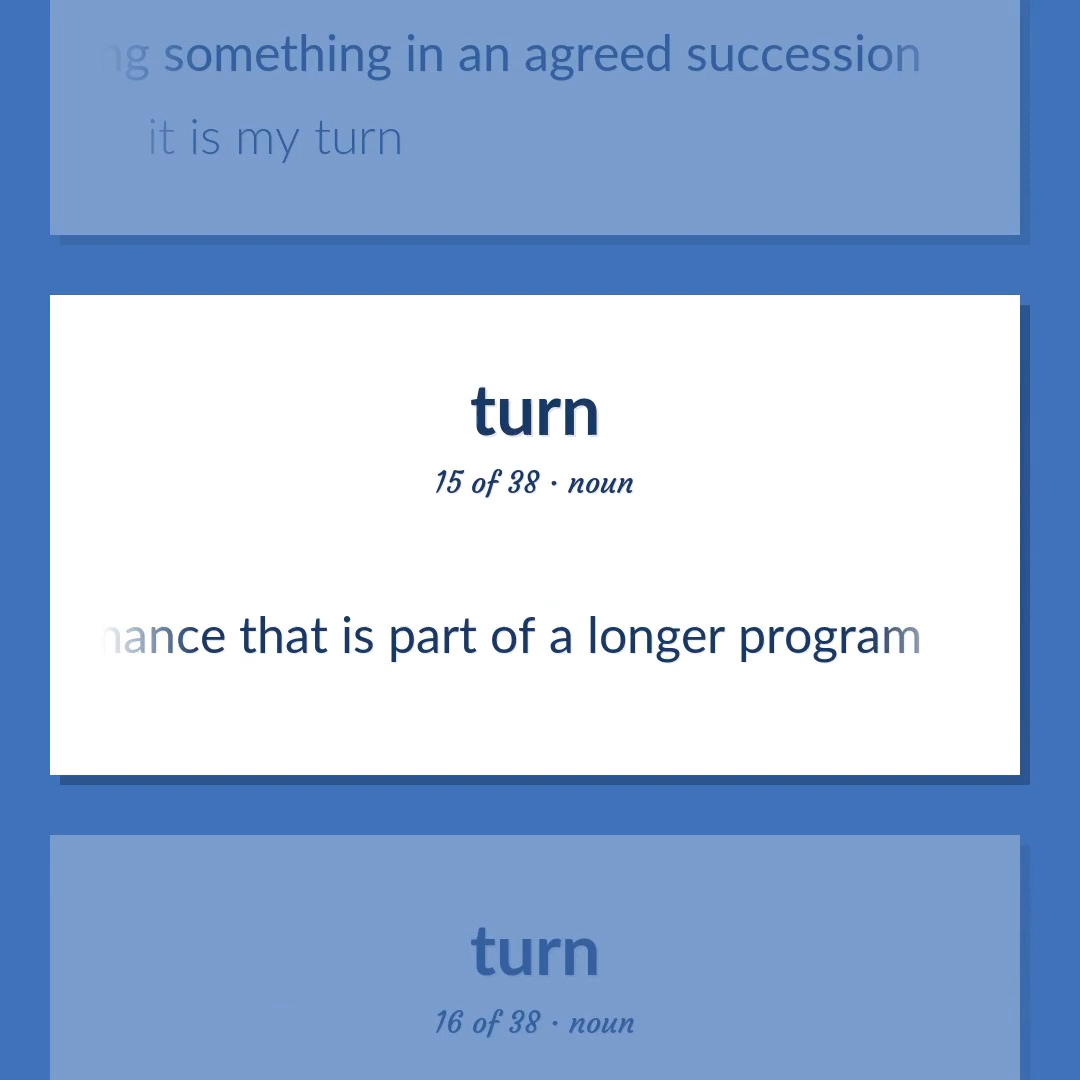 something in an agreed succession
it is my turn
turn
15 of 38 · noun
that is part of a longer program
turn
16 of 38 · noun